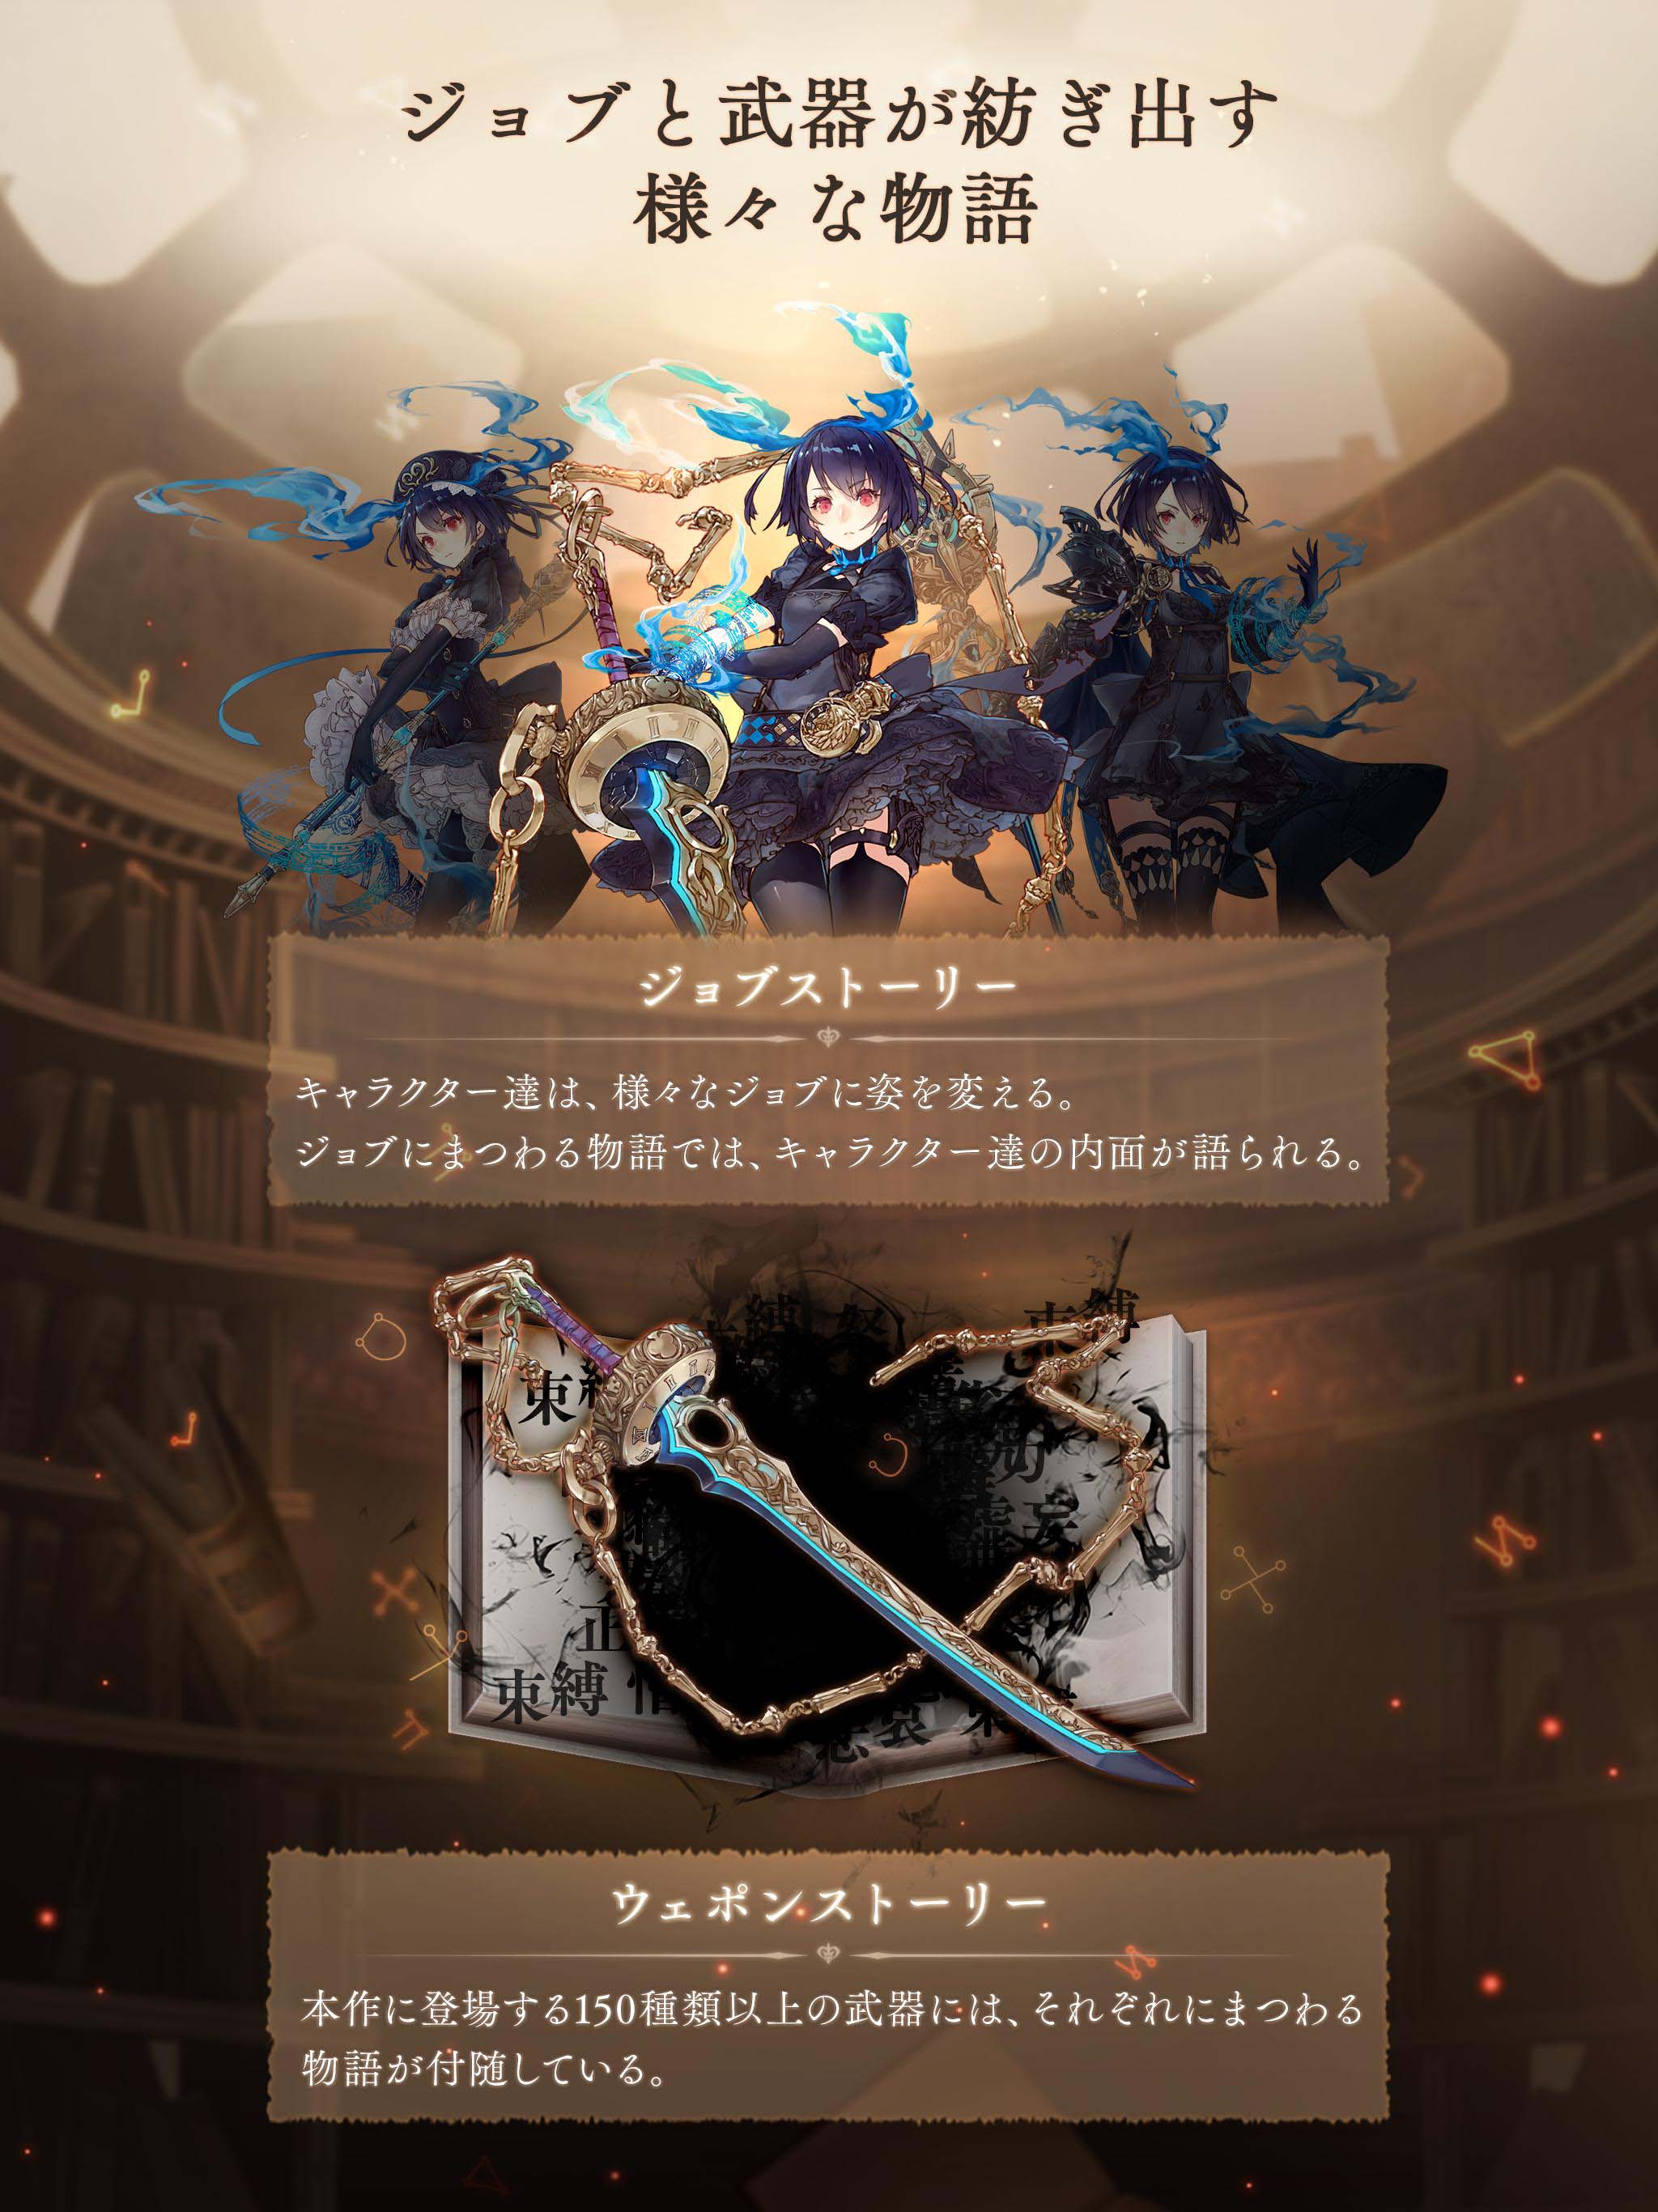 ジョブと武器が紡ぎ出す
様々な物語
ジョブストーリー
キャラクター達は、様々なジョブに姿を変える。
ジョブにまつわる物語では、キャラクター達の内面が語られる。
束縛
束
束縛
ウェポンストーリー
本作に登場する150種類以上の武器には、それぞれにまつわる
物語が付随している。